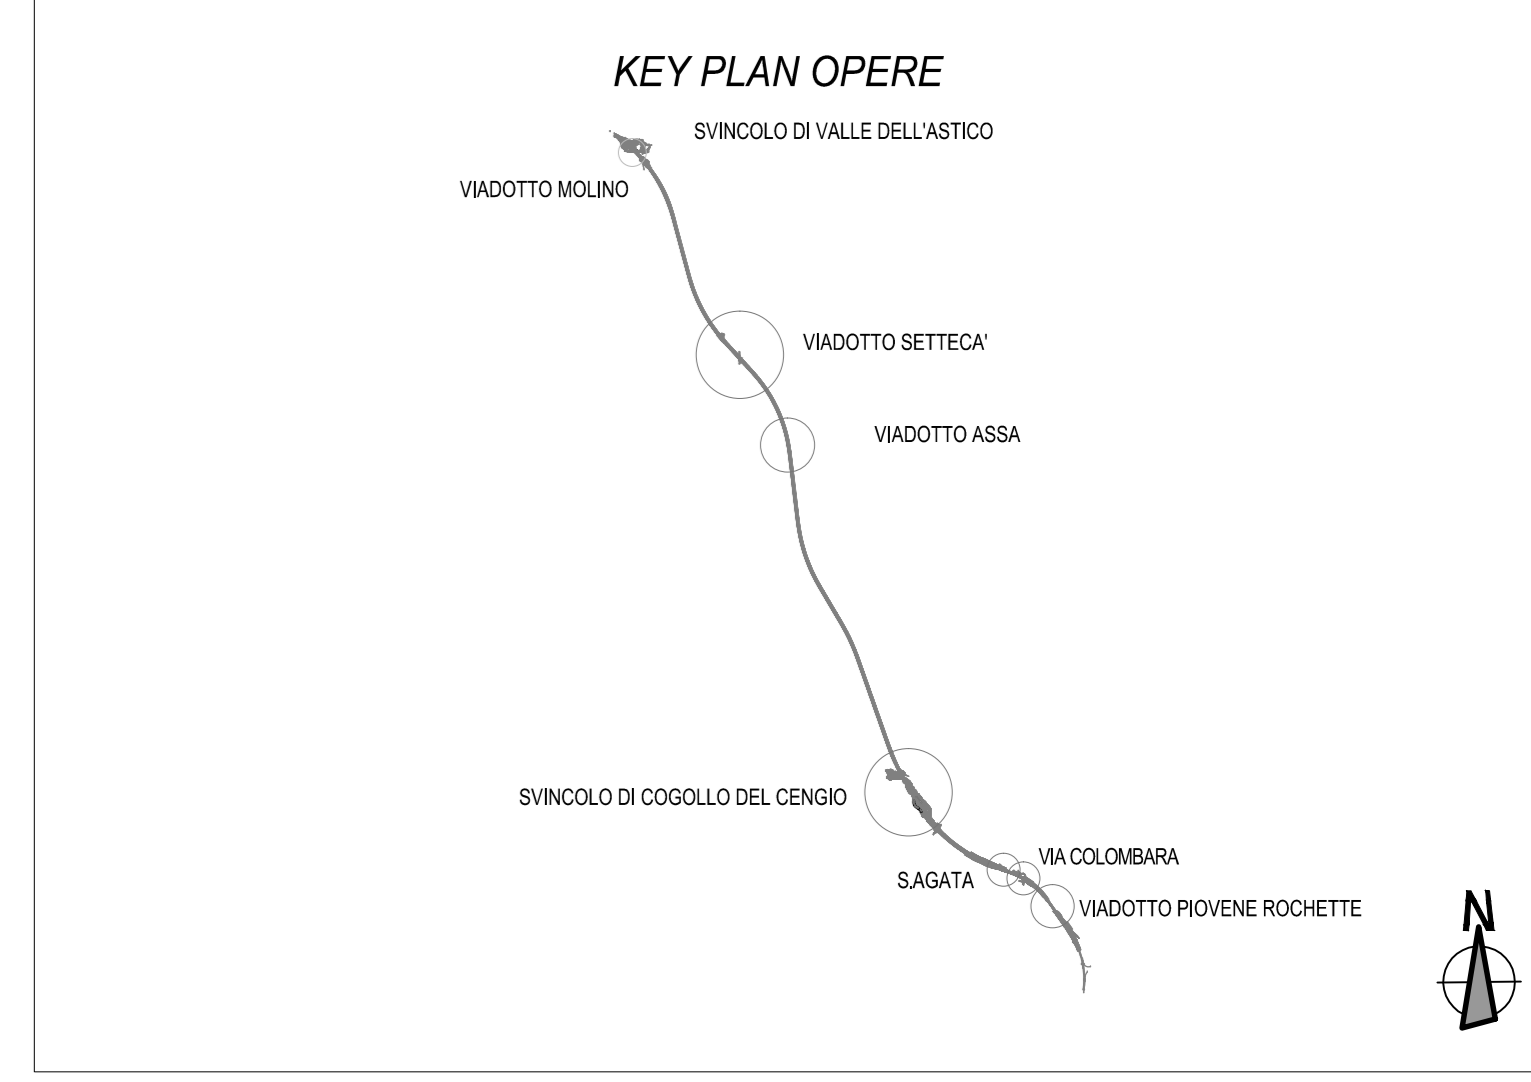 KEY PLAN OPERE
SVINCOLO DI VALLE DELL'ASTICO
VIADOTTO MOLINO
VIADOTTO SETTECA'
VIADOTTO ASSA
SVINCOLO DI COGOLLO DEL CENGIO
VIA COLOMBARA
S.AGATA
VIADOTTO PIOVENE ROCHETTE
N